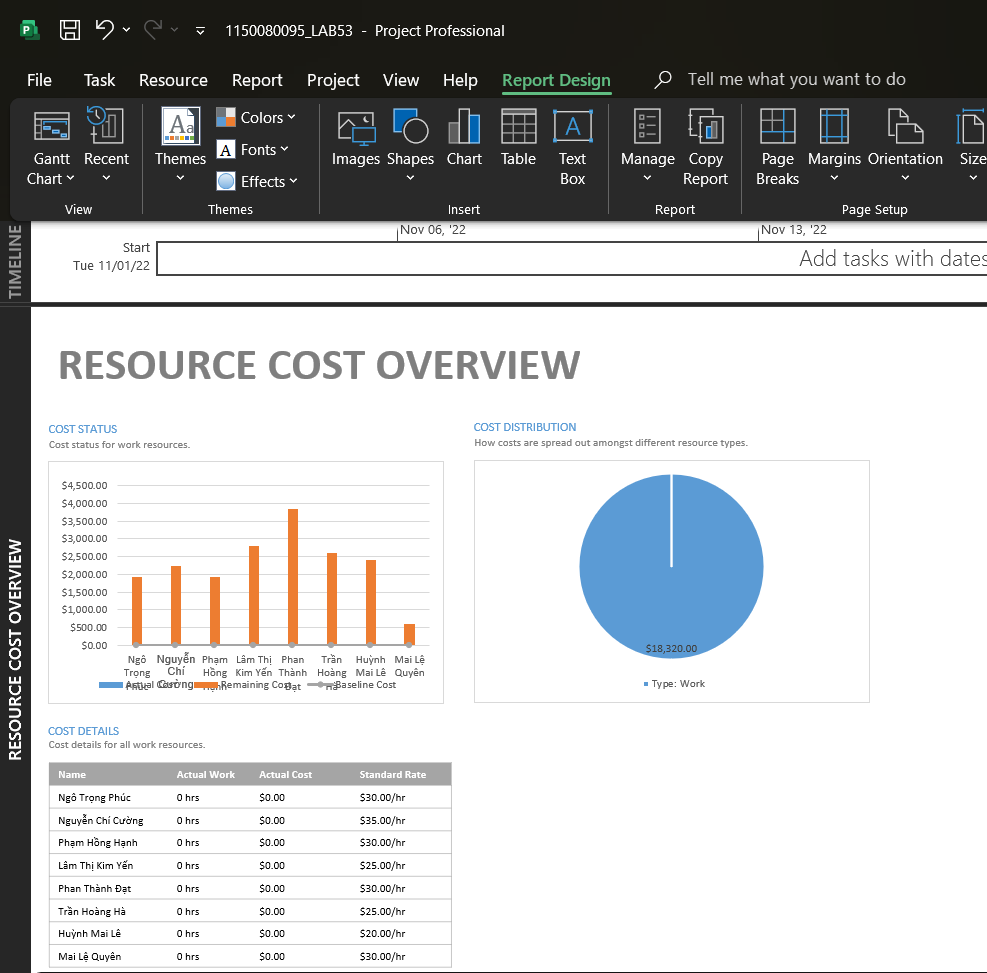 1150080095_LAB53 - Project Professional
File Task Resource Report Project View Help Report Design Tell me what you want to do
Gantt Chart
Recent
View
Themes
Colors
Fonts
Effects
Themes
Images
Shapes
Chart
Table
Text Box
Insert
Manage
Copy Report
Report
Page Breaks
Margins
Orientation
Size
Page Setup
TIMELINE
Nov 06, '22
Nov 13, '22
Start
Tue 11/01/22
Add tasks with dates
RESOURCE COST OVERVIEW
RESOURCE COST OVERVIEW
COST STATUS
Cost status for work resources.
$4,500.00
$4,000.00
$3,500.00
$3,000.00
$2,500.00
$2,000.00
$1,500.00
$1,000.00
$500.00
$0.00
Ngô Trọng Phúc
Nguyễn Chí Cường
Phạm Hồng Hạnh
Lâm Thị Kim Yến
Phan Thành Đạt
Trần Hoàng Hà
Huỳnh Mai Lê
Mai Lệ Quyên
Actual Cost
Remaining Cost
Baseline Cost
COST DISTRIBUTION
How costs are spread out amongst different resource types.
$18,320.00
Type: Work
COST DETAILS
Cost details for all work resources.
Name Actual Work Actual Cost Standard Rate
Ngô Trọng Phúc 0 hrs $0.00 $30.00/hr
Nguyễn Chí Cường 0 hrs $0.00 $35.00/hr
Phạm Hồng Hạnh 0 hrs $0.00 $30.00/hr
Lâm Thị Kim Yến 0 hrs $0.00 $25.00/hr
Phan Thành Đạt 0 hrs $0.00 $30.00/hr
Trần Hoàng Hà 0 hrs $0.00 $25.00/hr
Huỳnh Mai Lê 0 hrs $0.00 $20.00/hr
Mai Lệ Quyên 0 hrs $0.00 $30.00/hr